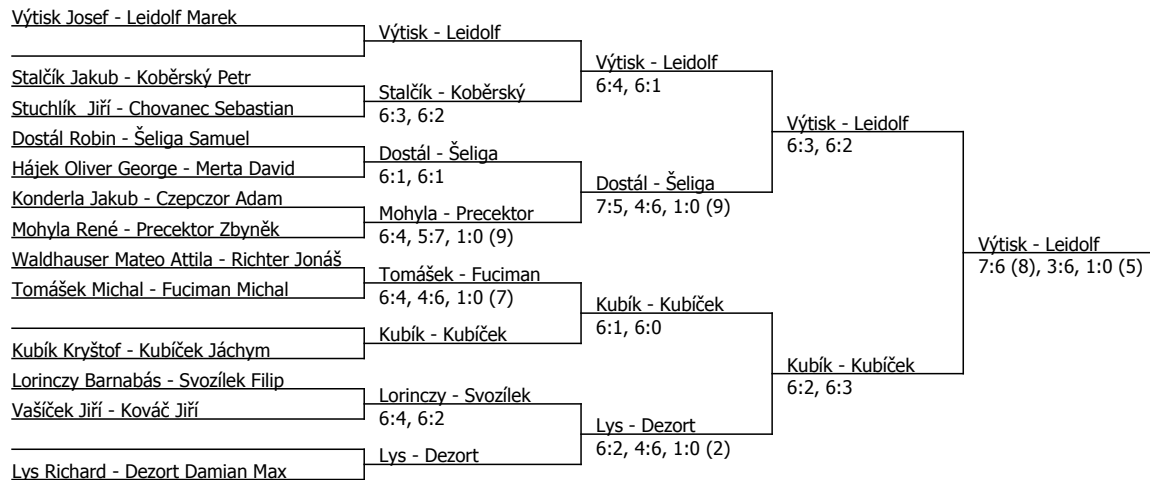 Výtisk Josef - Leidolf Marek
Stalčík Jakub - Koběrský Petr
Stuchlík  Jiří - Chovanec Sebastian
Dostál Robin - Šeliga Samuel
Hájek Oliver George - Merta David
Konderla Jakub - Czepczor Adam
Mohyla René - Precektor Zbyněk
Waldhauser Mateo Attila - Richter Jonáš
Tomášek Michal - Fuciman Michal
Kubík Kryštof - Kubíček Jáchym
Lorinczy Barnabás - Svozílek Filip
Vašíček Jiří - Kováč Jiří
Lys Richard - Dezort Damian Max
Výtisk - Leidolf
Stalčík - Koběrský
6:3, 6:2
Dostál - Šeliga
6:1, 6:1
Mohyla - Precektor
6:4, 5:7, 1:0 (9)
Tomášek - Fuciman
6:4, 4:6, 1:0 (7)
Kubík - Kubíček
Lorinczy - Svozílek
6:4, 6:2
Lys - Dezort
Výtisk - Leidolf
6:4, 6:1
Dostál - Šeliga
7:5, 4:6, 1:0 (9)
Kubík - Kubíček
6:1, 6:0
Lys - Dezort
6:2, 4:6, 1:0 (2)
Výtisk - Leidolf
6:3, 6:2
Kubík - Kubíček
6:2, 6:3
Výtisk - Leidolf
7:6 (8), 3:6, 1:0 (5)